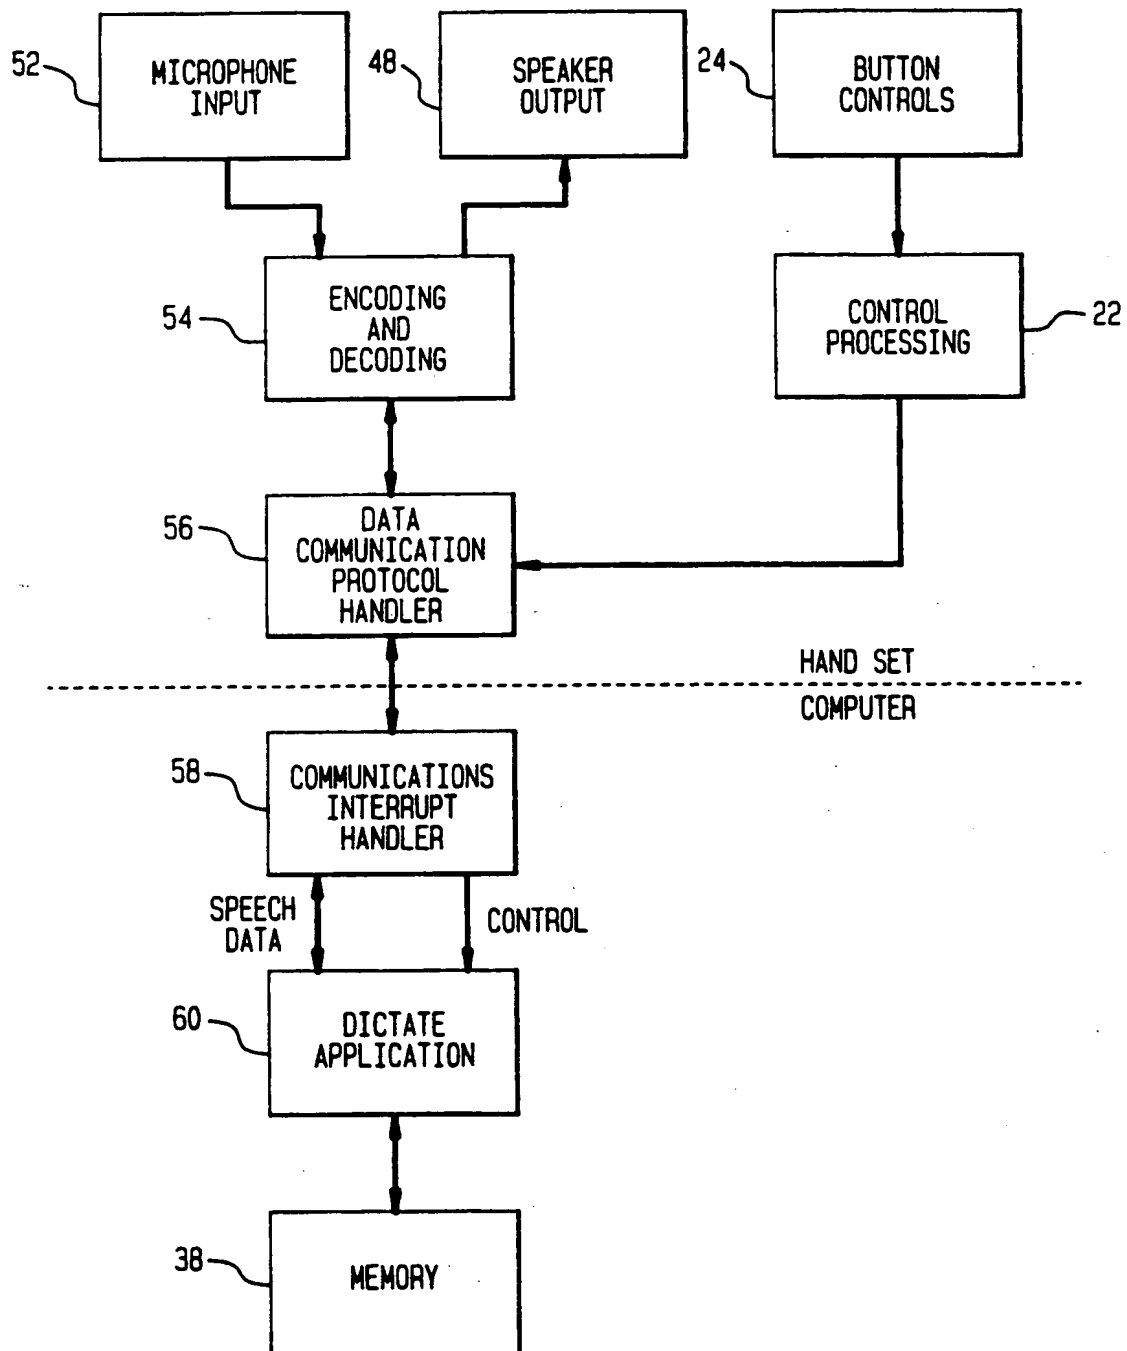 52
MICROPHONE
INPUT
48
SPEAKER
OUTPUT
24
BUTTON
CONTROLS
54
ENCODING
AND
DECODING
CONTROL
PROCESSING
22
56
DATA
COMMUNICATION
PROTOCOL
HANDLER
HAND SET
COMPUTER
58
COMMUNICATIONS
INTERRUPT
HANDLER
SPEECH
DATA
CONTROL
60
DICTATE
APPLICATION
38
MEMORY